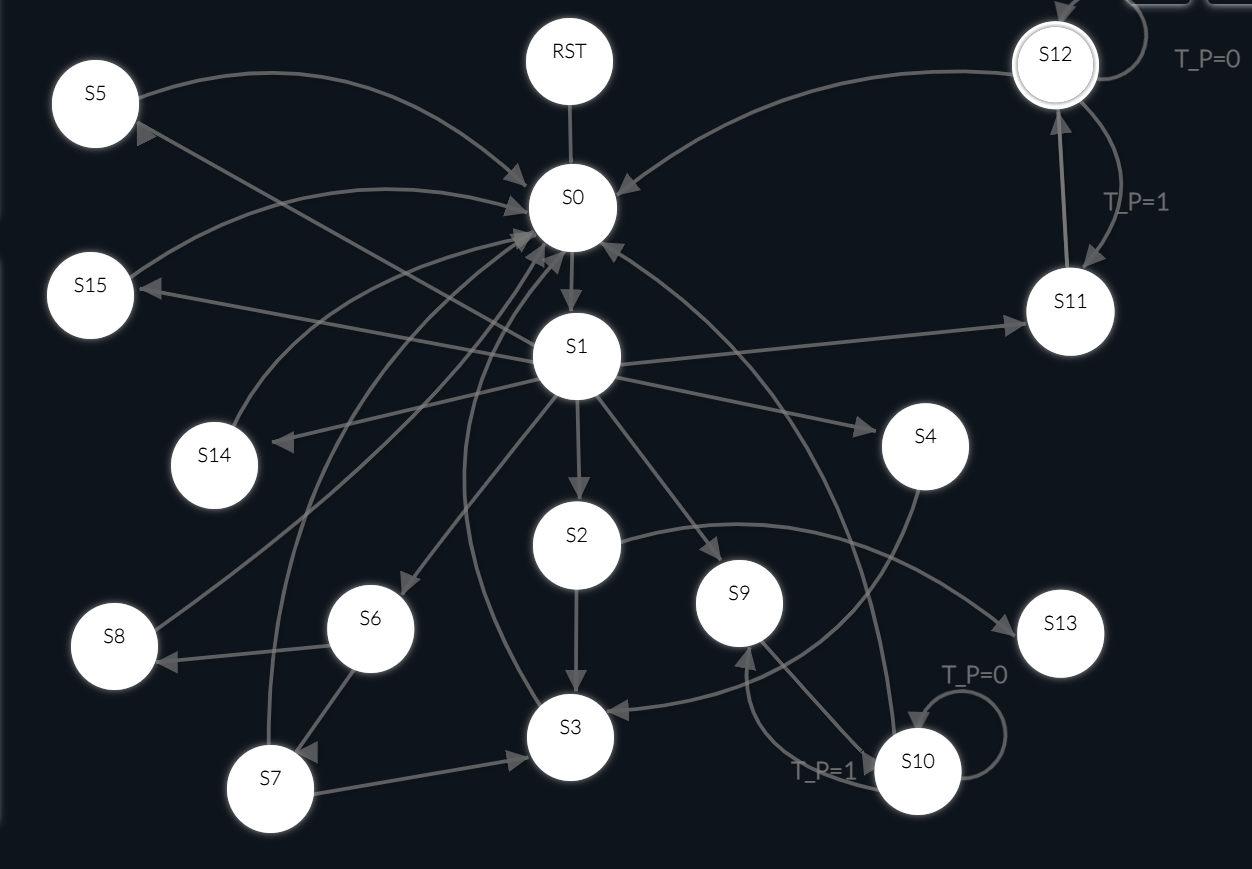 RST
S12
T_P=0
S5
S0
T_P=1
S15
S11
S1
S4
S14
S2
S9
S6
S8
S13
T_P=0
S3
S10
T_P=1
S7